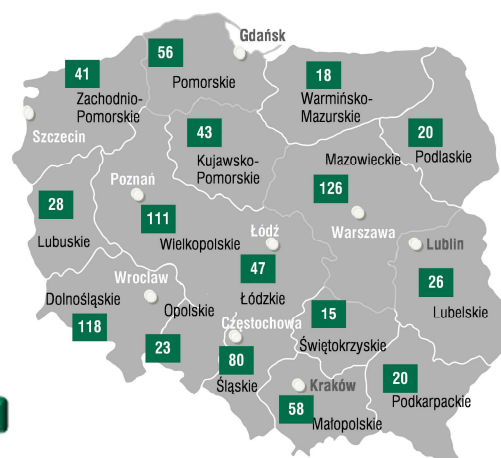 Gdańsk
56
Pomorskie
41
Zachodnio-
Pomorskie
18
Warmińsko-
Mazurskie
Szczecin
43
Kujawsko-
Pomorskie
20
Podlaskie
Mazowieckie
126
Warszawa
Poznań
111
Wielkopolskie
28
Lubuskie
Łódź
47
Łódzkie
Lublin
26
Lubelskie
Wrocław
Dolnośląskie
118
Opolskie
23
Częstochowa
80
Śląskie
15
Świętokrzyskie
Kraków
58
Małopolskie
20
Podkarpackie